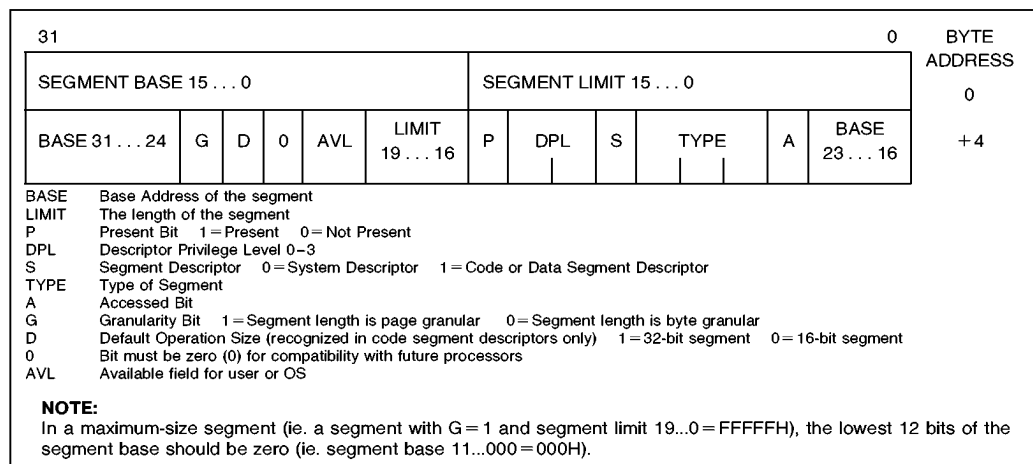 31 0 BYTE ADDRESS
SEGMENT BASE 15 . . . 0 SEGMENT LIMIT 15 . . . 0 0
BASE 31 . . . 24 G D 0 AVL LIMIT 19 . . . 16 P DPL S TYPE A BASE 23 . . . 16 +4
BASE Base Address of the segment
LIMIT The length of the segment
P Present Bit 1=Present 0=Not Present
DPL Descriptor Privilege Level 0–3
S Segment Descriptor 0=System Descriptor 1=Code or Data Segment Descriptor
TYPE Type of Segment
A Accessed Bit
G Granularity Bit 1=Segment length is page granular 0=Segment length is byte granular
D Default Operation Size (recognized in code segment descriptors only) 1=32-bit segment 0=16-bit segment
0 Bit must be zero (0) for compatibility with future processors
AVL Available field for user or OS
NOTE:
In a maximum-size segment (ie. a segment with G=1 and segment limit 19...0=FFFFFH), the lowest 12 bits of the
segment base should be zero (ie. segment base 11...000=000H).